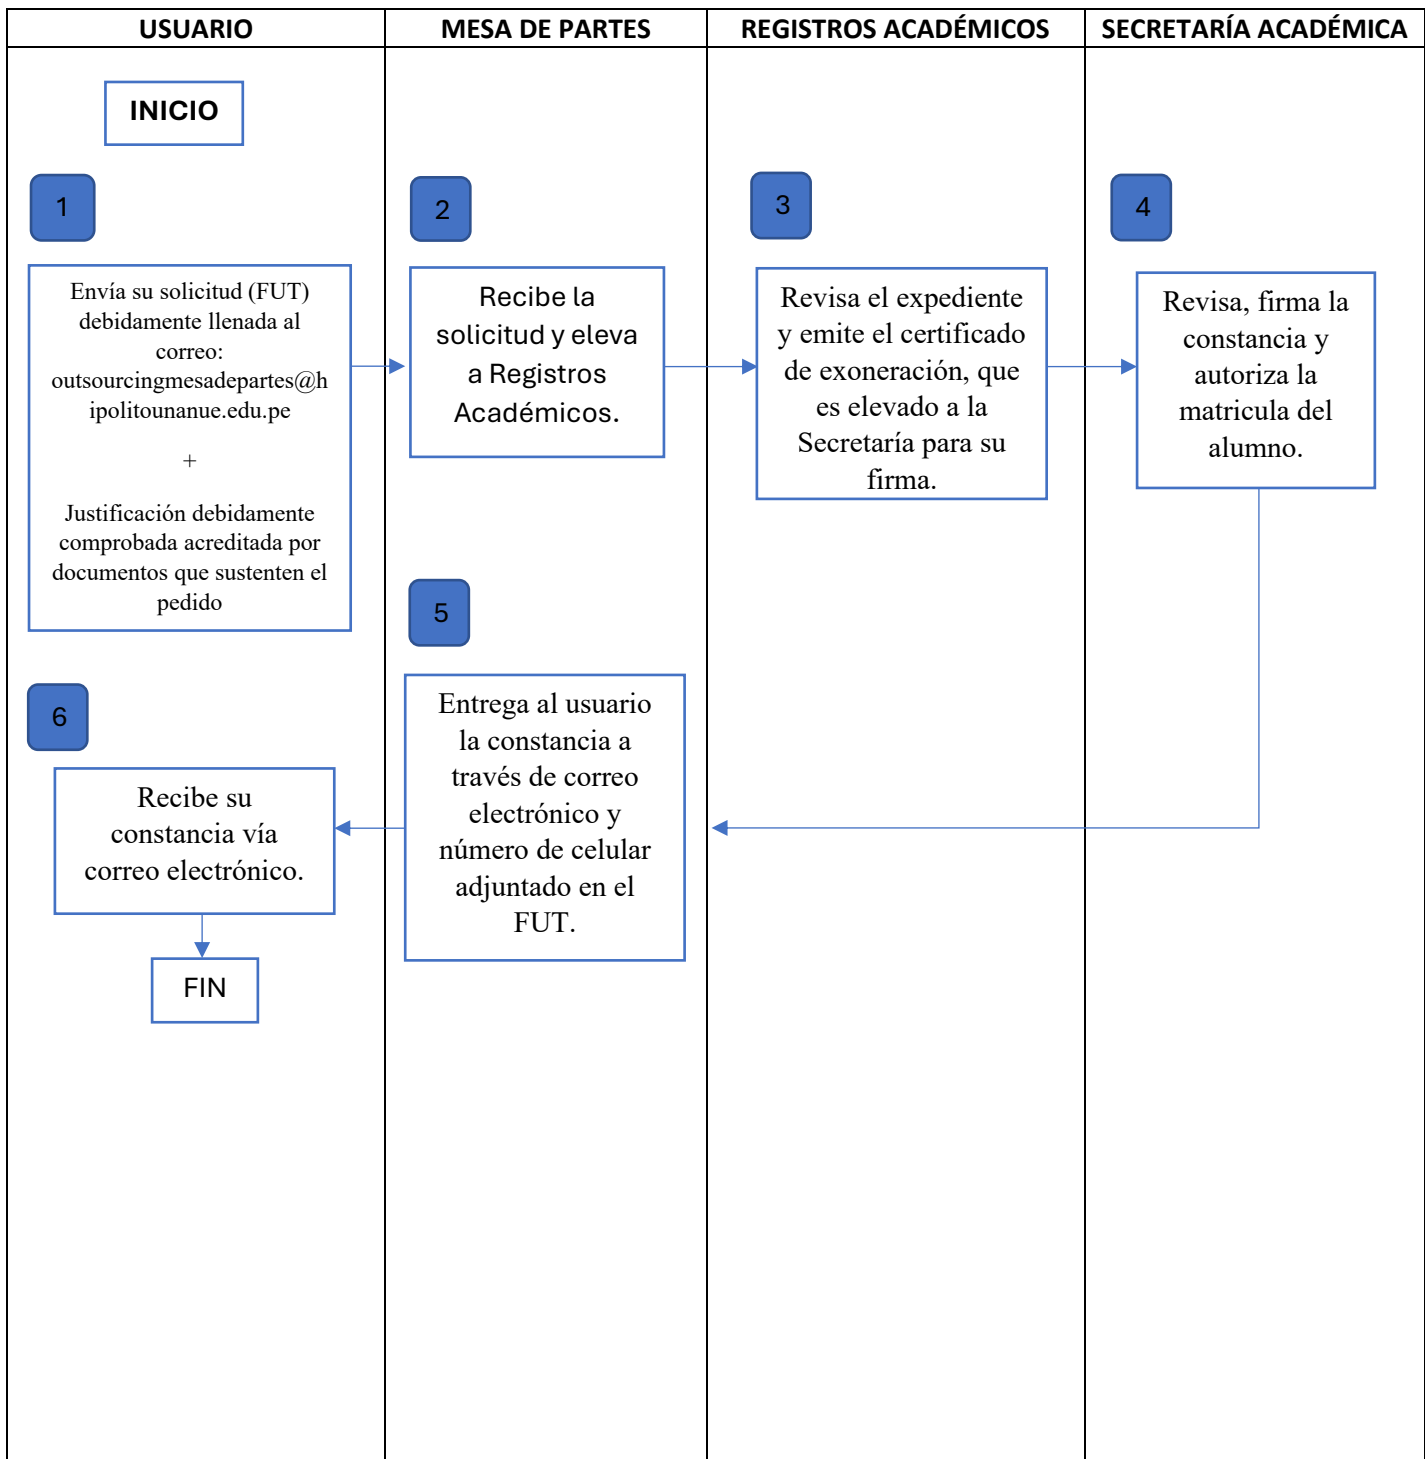 USUARIO
MESA DE PARTES
REGISTROS ACADÉMICOS
SECRETARÍA ACADÉMICA
INICIO
1
Envía su solicitud (FUT)
debidamente llenada al
correo:
outsourcingmesadepartes@h
ipolitounanue.edu.pe
+
Justificación debidamente
comprobada acreditada por
documentos que sustenten el
pedido
2
Recibe la
solicitud y eleva
a Registros
Académicos.
3
Revisa el expediente
y emite el certificado
de exoneración, que
es elevado a la
Secretaría para su
firma.
4
Revisa, firma la
constancia y
autoriza la
matricula del
alumno.
5
Entrega al usuario
la constancia a
través de correo
electrónico y
número de celular
adjuntado en el
FUT.
6
Recibe su
constancia vía
correo electrónico.
FIN